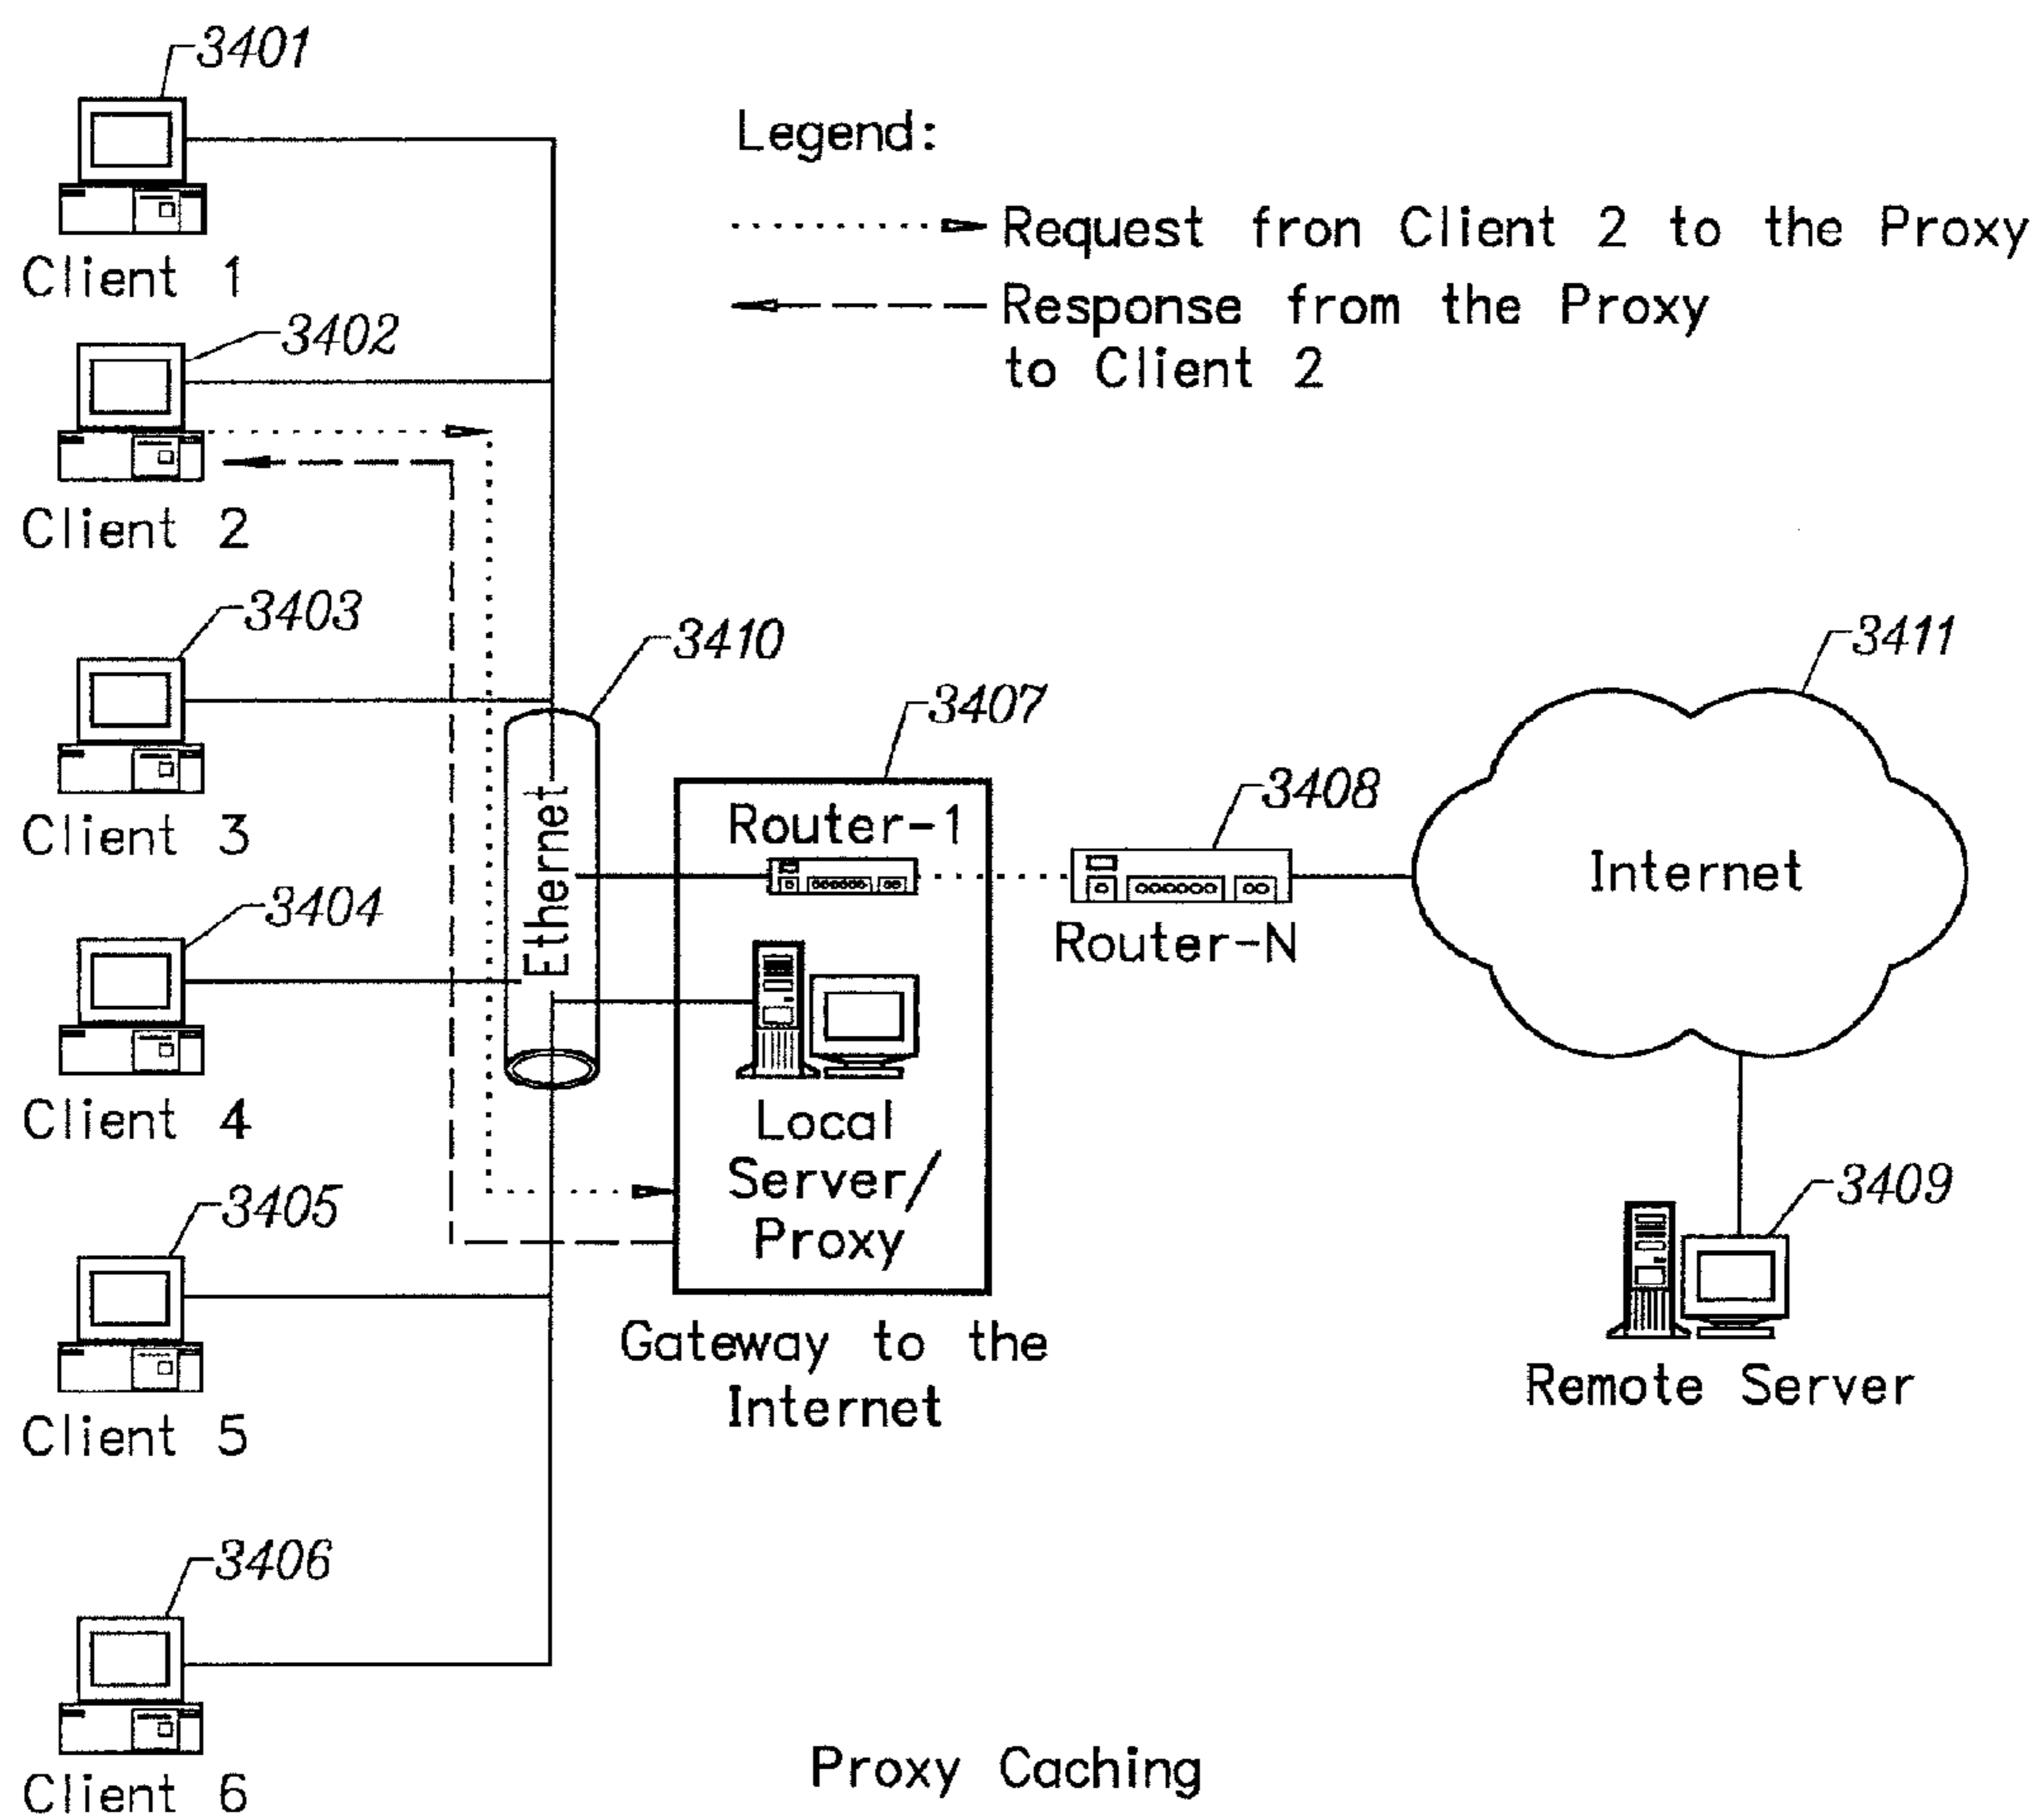 3401
Client 1
Legend:
Request fron Client 2 to the Proxy
Response from the Proxy
to Client 2
3402
Client 2
3403
Client 3
3410
Ethernet
3407
Router-1
3408
Router-N
3411
Internet
3404
Client 4
Local
Server/
Proxy
Gateway to the
Internet
3409
Remote Server
3405
Client 5
3406
Client 6
Proxy Caching